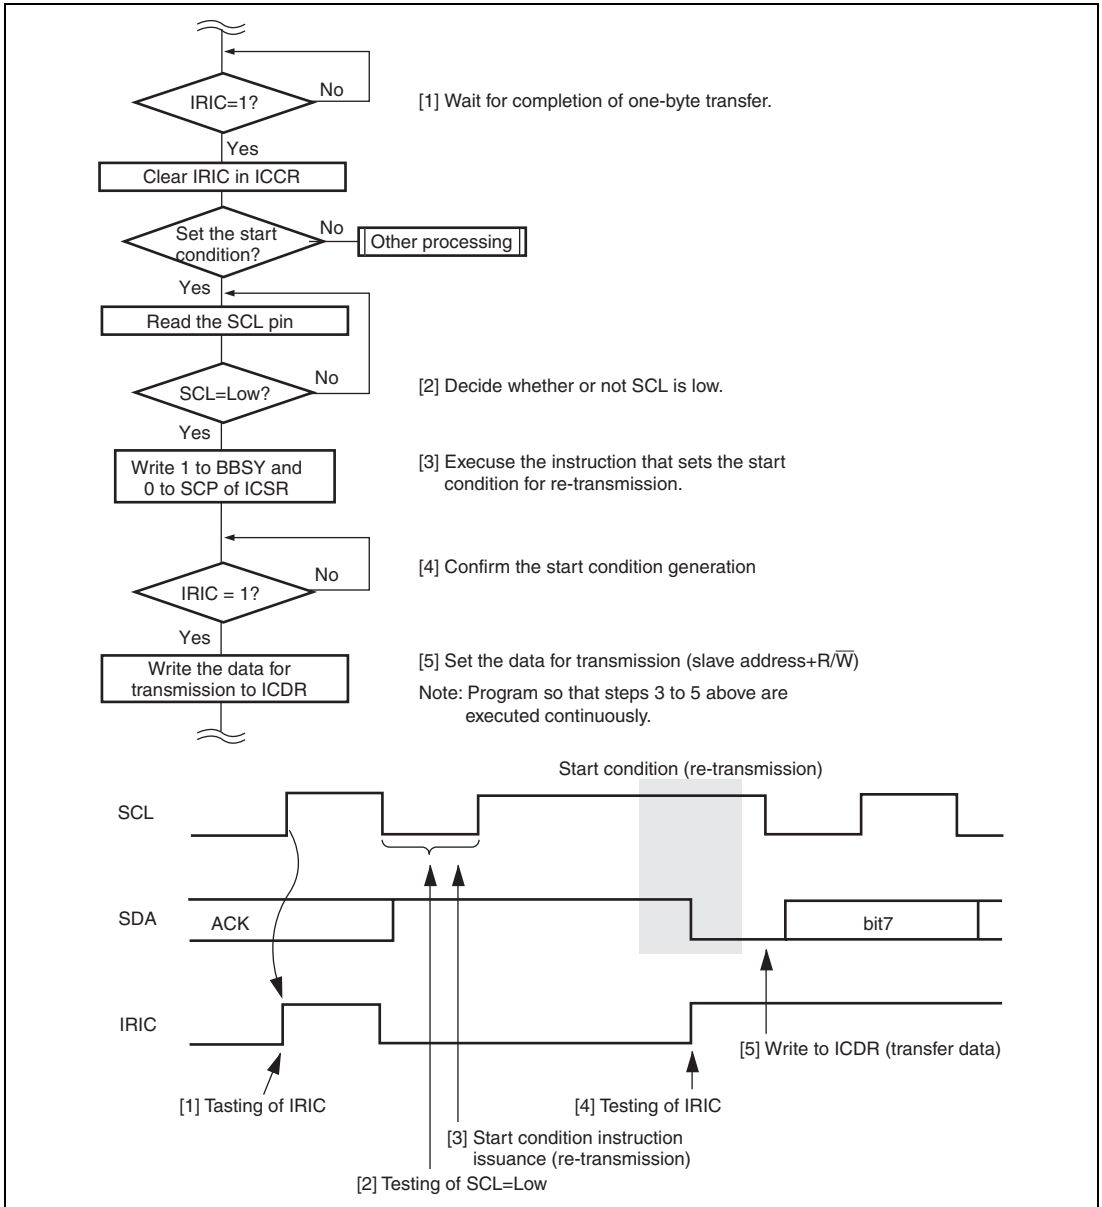 IRIC=1?
No
[1] Wait for completion of one-byte transfer.
Yes
Clear IRIC in ICCR
Set the start
condition?
No
Other processing
Yes
Read the SCL pin
SCL=Low?
No
[2] Decide whether or not SCL is low.
Yes
Write 1 to BBSY and
0 to SCP of ICSR
[3] Execuse the instruction that sets the start
condition for re-transmission.
IRIC = 1?
No
[4] Confirm the start condition generation
Yes
Write the data for
transmission to ICDR
[5] Set the data for transmission (slave address+R/W̅)
Note: Program so that steps 3 to 5 above are
executed continuously.
Start condition (re-transmission)
SCL
SDA
ACK
bit7
IRIC
[5] Write to ICDR (transfer data)
[1] Tasting of IRIC
[4] Testing of IRIC
[3] Start condition instruction
issuance (re-transmission)
[2] Testing of SCL=Low